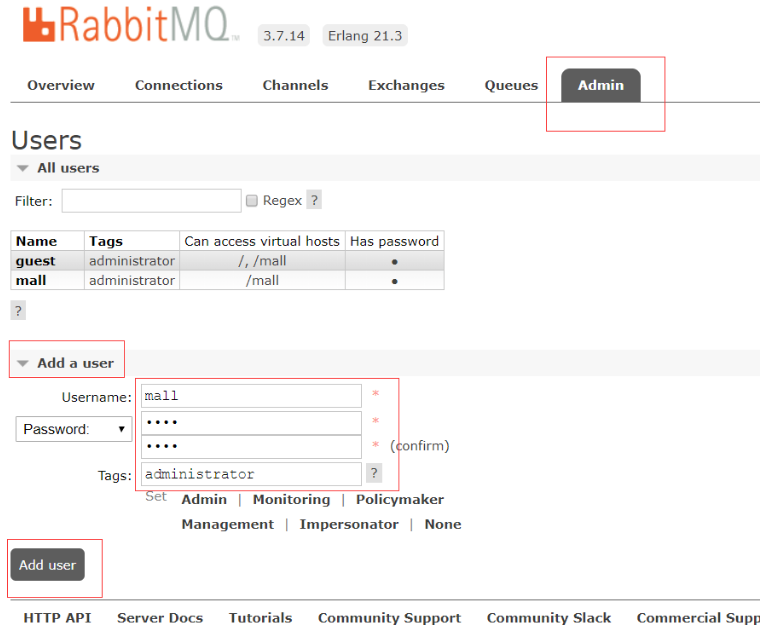 RabbitMQ™ 3.7.14 Erlang 21.3
Overview Connections Channels Exchanges Queues Admin
Users
All users
Filter: Regex ?
Name Tags Can access virtual hosts Has password
guest administrator /, /mall ●
mall administrator /mall ●
?
Add a user
Username: mall *
Password: •••• *
•••• * (confirm)
Tags: administrator ?
Set Admin | Monitoring | Policymaker
Management | Impersonator | None
Add user
HTTP API Server Docs Tutorials Community Support Community Slack Commercial Supp